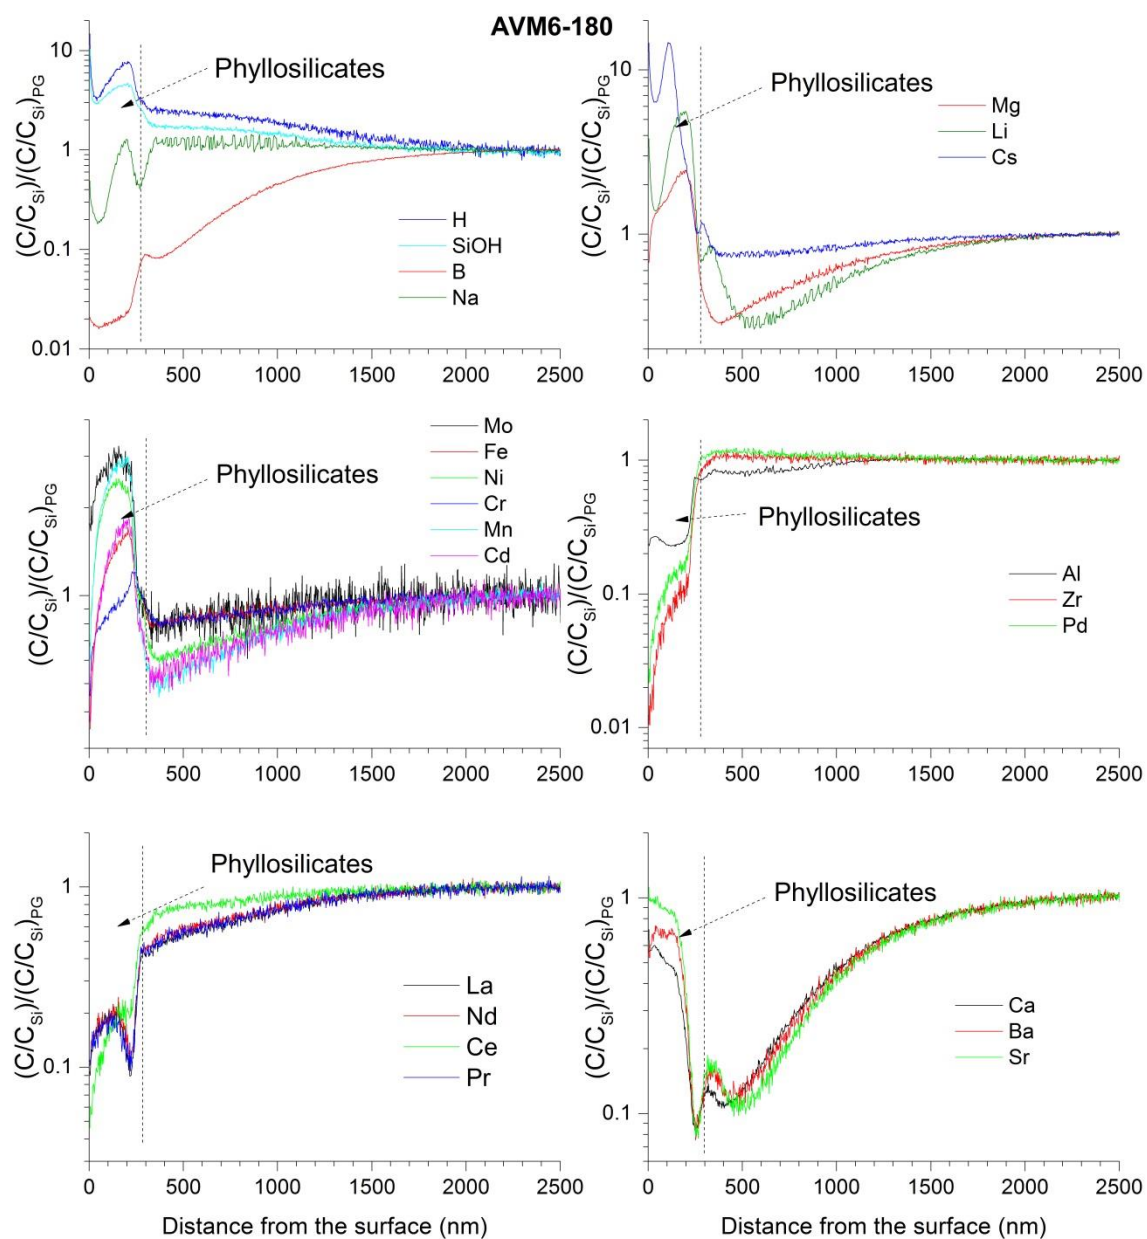 AVM6-180
(C/C_Si)/(C/C_Si)_PG
10
1
0.1
0.01
Phyllosilicates
H
SiOH
B
Na
0 500 1000 1500 2000 2500
(C/C_Si)/(C/C_Si)_PG
10
1
Phyllosilicates
Mg
Li
Cs
0 500 1000 1500 2000 2500
(C/C_Si)/(C/C_Si)_PG
1
Phyllosilicates
Mo
Fe
Ni
Cr
Mn
Cd
0 500 1000 1500 2000 2500
(C/C_Si)/(C/C_Si)_PG
1
0.1
0.01
Phyllosilicates
Al
Zr
Pd
0 500 1000 1500 2000 2500
(C/C_Si)/(C/C_Si)_PG
1
0.1
Phyllosilicates
La
Nd
Ce
Pr
0 500 1000 1500 2000 2500
Distance from the surface (nm)
(C/C_Si)/(C/C_Si)_PG
1
0.1
Phyllosilicates
Ca
Ba
Sr
0 500 1000 1500 2000 2500
Distance from the surface (nm)